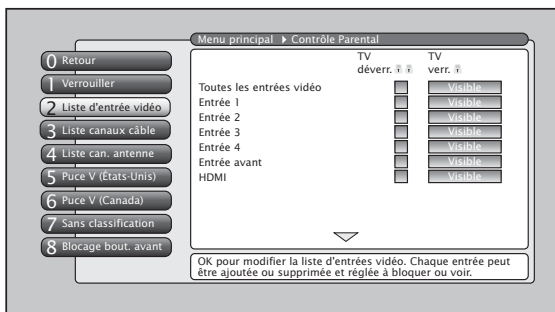 Menu principal ▶ Contrôle Parental
0 Retour
1 Verrouiller
2 Liste d'entrée vidéo
3 Liste canaux câble
4 Liste can. antenne
5 Puce V (États-Unis)
6 Puce V (Canada)
7 Sans classification
8 Blocage bout. avant
TV déverr.
TV verr.
Toutes les entrées vidéo Visible
Entrée 1 Visible
Entrée 2 Visible
Entrée 3 Visible
Entrée 4 Visible
Entrée avant Visible
HDMI Visible
OK pour modifier la liste d'entrées vidéo. Chaque entrée peut
être ajoutée ou supprimée et réglée à bloquer ou voir.